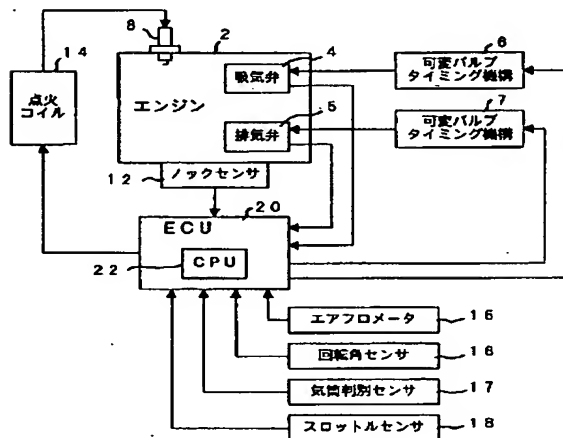 8
2
14
4
6
点火
コイル
エンジン
吸気弁
可変バルブ
タイミング機構
5
7
排気弁
可変バルブ
タイミング機構
12
ノックセンサ
20
ECU
22
CPU
エアフロメータ
15
回転角センサ
16
気筒判別センサ
17
スロットルセンサ
18